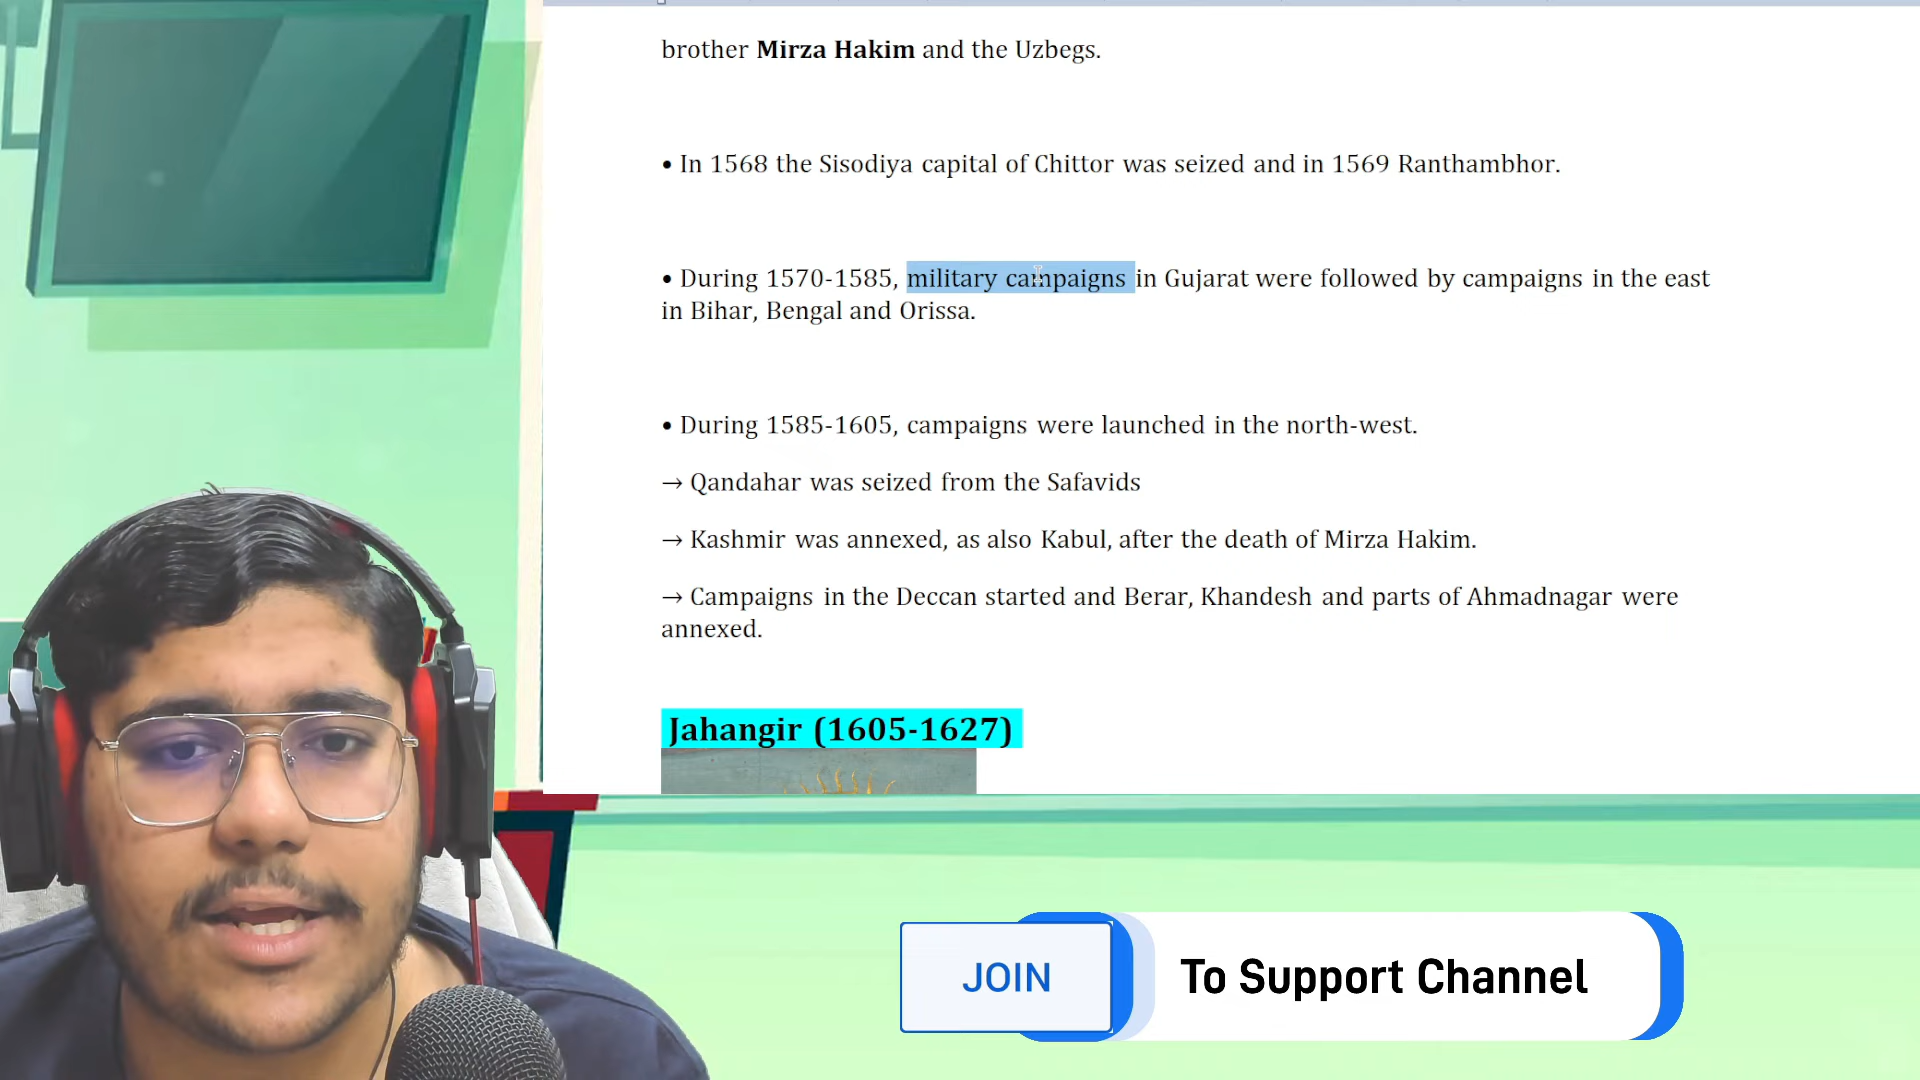 brother Mirza Hakim and the Uzbegs.
• In 1568 the Sisodiya capital of Chittor was seized and in 1569 Ranthambhor.
• During 1570-1585, military campaigns in Gujarat were followed by campaigns in the east
in Bihar, Bengal and Orissa.
• During 1585-1605, campaigns were launched in the north-west.
→ Qandahar was seized from the Safavids
→ Kashmir was annexed, as also Kabul, after the death of Mirza Hakim.
→ Campaigns in the Deccan started and Berar, Khandesh and parts of Ahmadnagar were
annexed.
Jahangir (1605-1627)
JOIN
To Support Channel